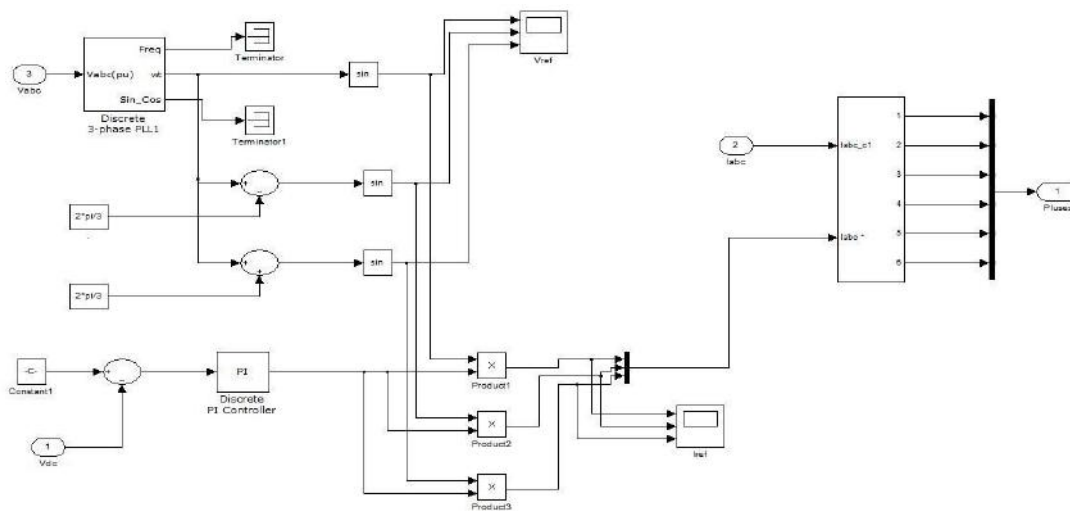 Freq
3
Vabc
Vabc(pu)
wt
Sin_Cos
Discrete
3-phase PLL1
Terminator
Terminator1
sin
Vref
sin
2*pi/3
sin
2*pi/3
2
Iabc
Iabc_c1
Iabc *
1
2
3
4
5
6
1
Pluses
-C-
Constant1
PI
Discrete
PI Controller
1
Vdc
X
Product1
X
Product2
X
Product3
Iref